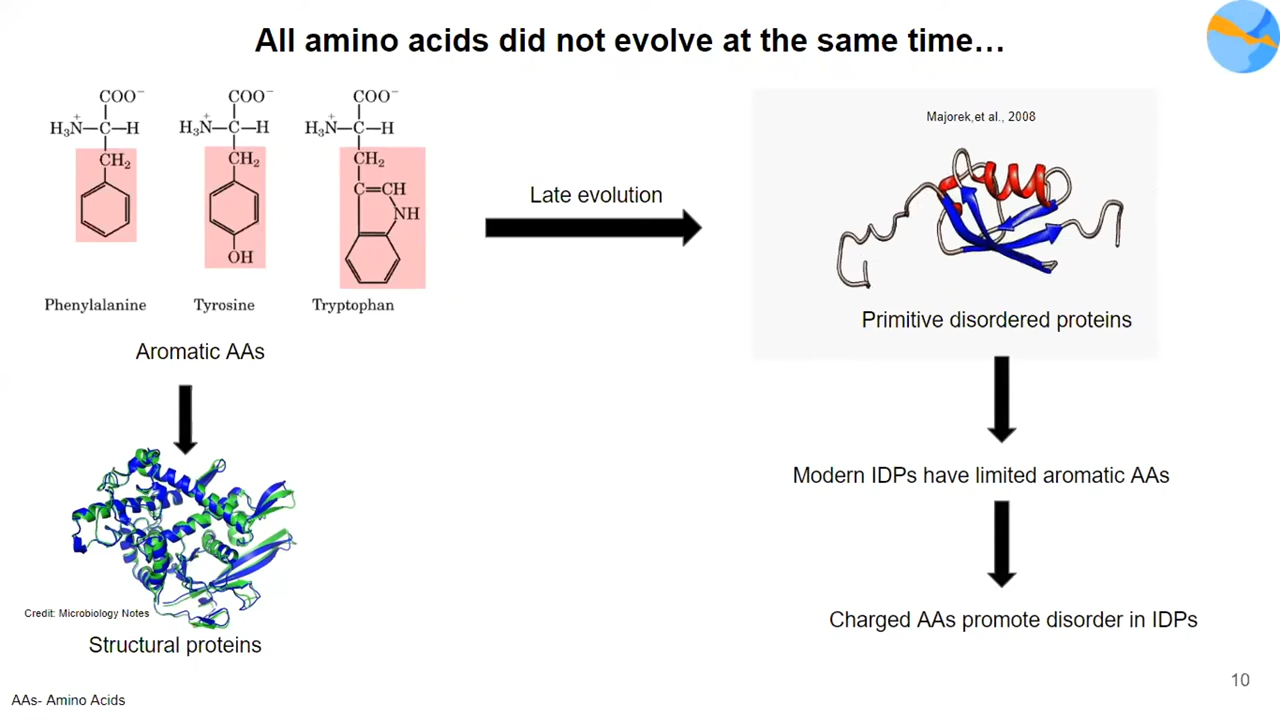 All amino acids did not evolve at the same time…
COO⁻
H₃N⁺–C–H
CH₂
Phenylalanine
COO⁻
H₃N⁺–C–H
CH₂
OH
Tyrosine
COO⁻
H₃N⁺–C–H
CH₂
C=CH
NH
Tryptophan
Aromatic AAs
Credit: Microbiology Notes
Structural proteins
Late evolution
Majorek,et al., 2008
Primitive disordered proteins
Modern IDPs have limited aromatic AAs
Charged AAs promote disorder in IDPs
AAs- Amino Acids
10